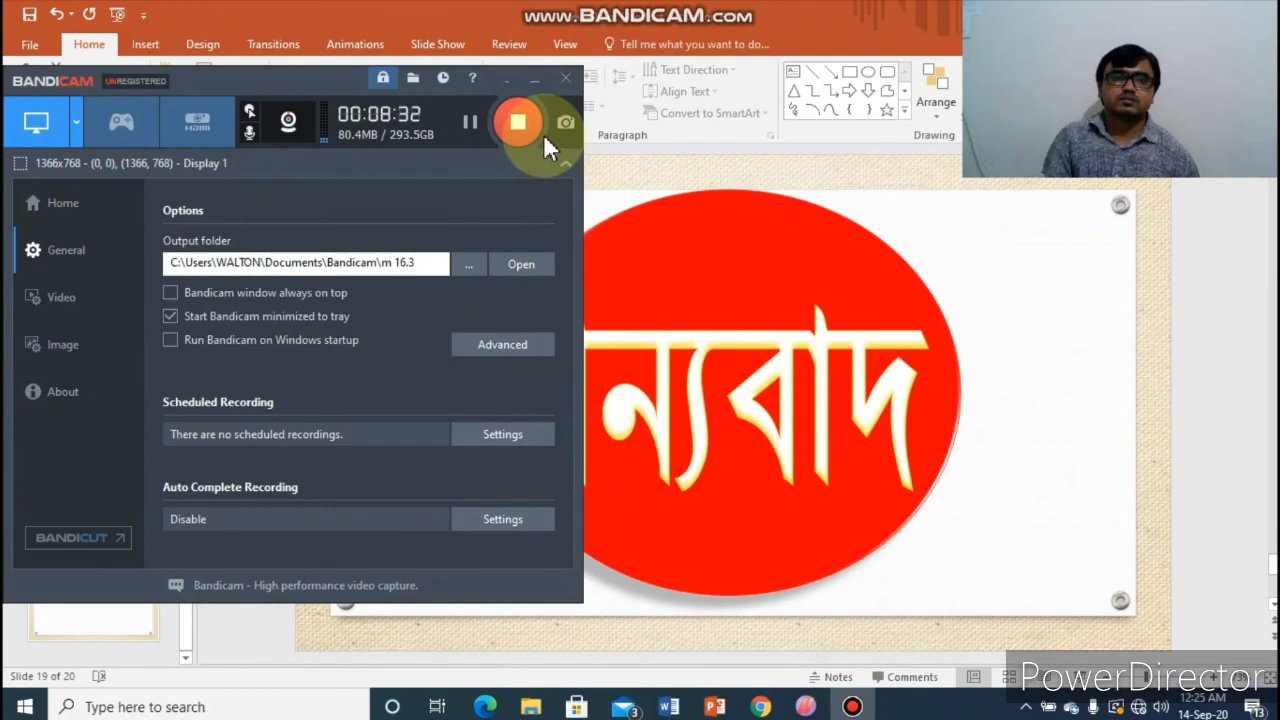 www.BANDICAM.com
File Home Insert Design Transitions Animations Slide Show Review View Tell me what you want to do...
BANDICAM UNREGISTERED ?
Text Direction
Align Text
Convert to SmartArt
Arrange
Paragraph
Drawing
00:08:32
80.4MB / 293.5GB
HDMI
1366x768 - (0, 0), (1366, 768) - Display 1
Home
General
Video
Image
About
BANDICUT
Options
Output folder
C:\Users\WALTON\Documents\Bandicam\m 16.3 ... Open
Bandicam window always on top
Start Bandicam minimized to tray
Run Bandicam on Windows startup
Advanced
Scheduled Recording
There are no scheduled recordings. Settings
Auto Complete Recording
Disable Settings
Bandicam - High performance video capture.
ন্যবাদ
Slide 19 of 20 Notes Comments
PowerDirector
Type here to search
3
12:25 AM
14-Sep-20
13